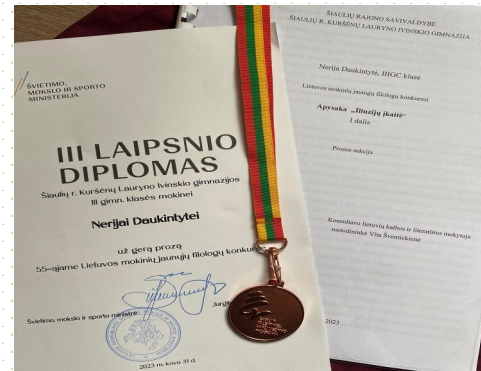 ŠVIETIMO,
MOKSLO IR SPORTO
MINISTERIJA
III LAIPSNIO
DIPLOMAS
Šiaulių r. Kuršėnų Lauryno Ivinskio gimnazijos
III gimn. klasės mokinei
Nerijai Daukintytei
už gerą prozą
55-ajame Lietuvos mokinių jaunųjų filologų konkurse
Švietimo, mokslo ir sporto ministrė
2023 m. kovo 31 d.
ŠIAULIŲ RAJONO SAVIVALDYBĖ
ŠIAULIŲ R. KURŠĖNŲ LAURYNO IVINSKIO GIMNAZIJA
Nerija Daukintytė, IIIGC klasė
Lietuvos mokinių jaunųjų filologų konkursui
Apysaka „Iliuzijų įkaitė“
I dalis
Prozos sekcija
Konsultavo lietuvių kalbos ir literatūros mokytoja
metodininkė Vita Ščenickienė
2023